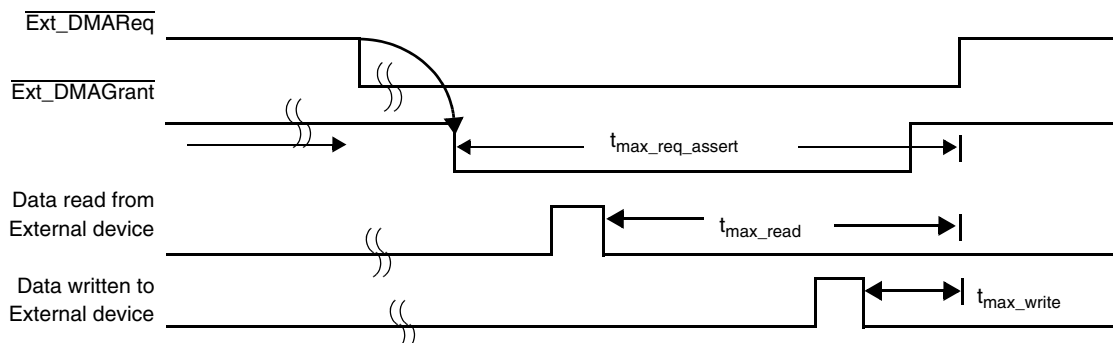 Ext_DMAReq
Ext_DMAGrant
t_max_req_assert
Data read from
External device
t_max_read
Data written to
External device
t_max_write